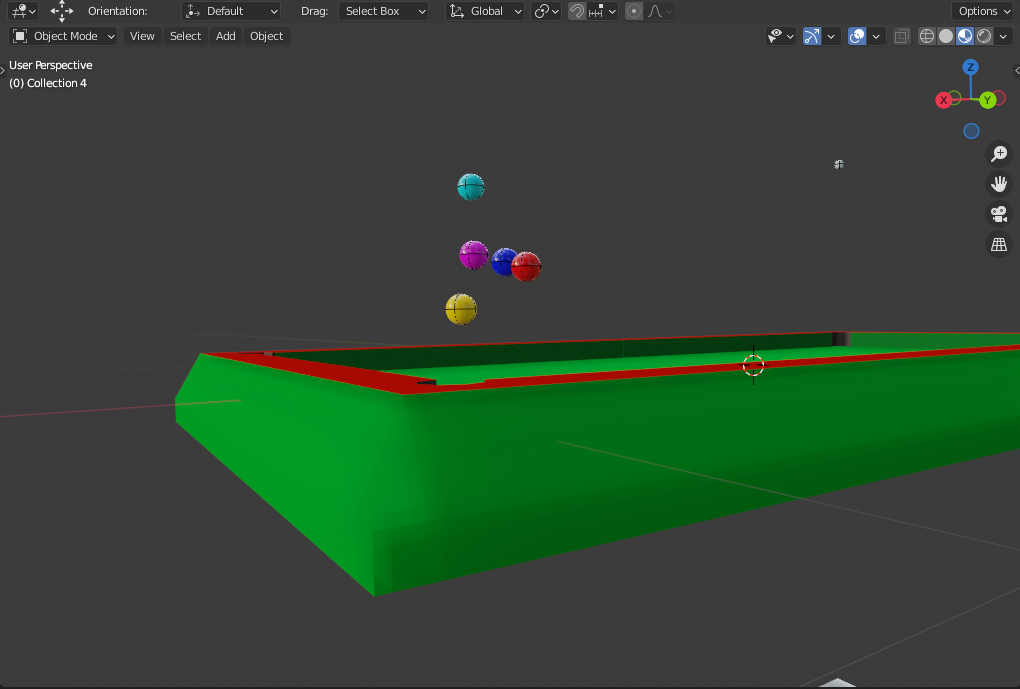 Orientation: Default Drag: Select Box Global Options
Object Mode View Select Add Object
User Perspective
(0) Collection 4
Z
X Y